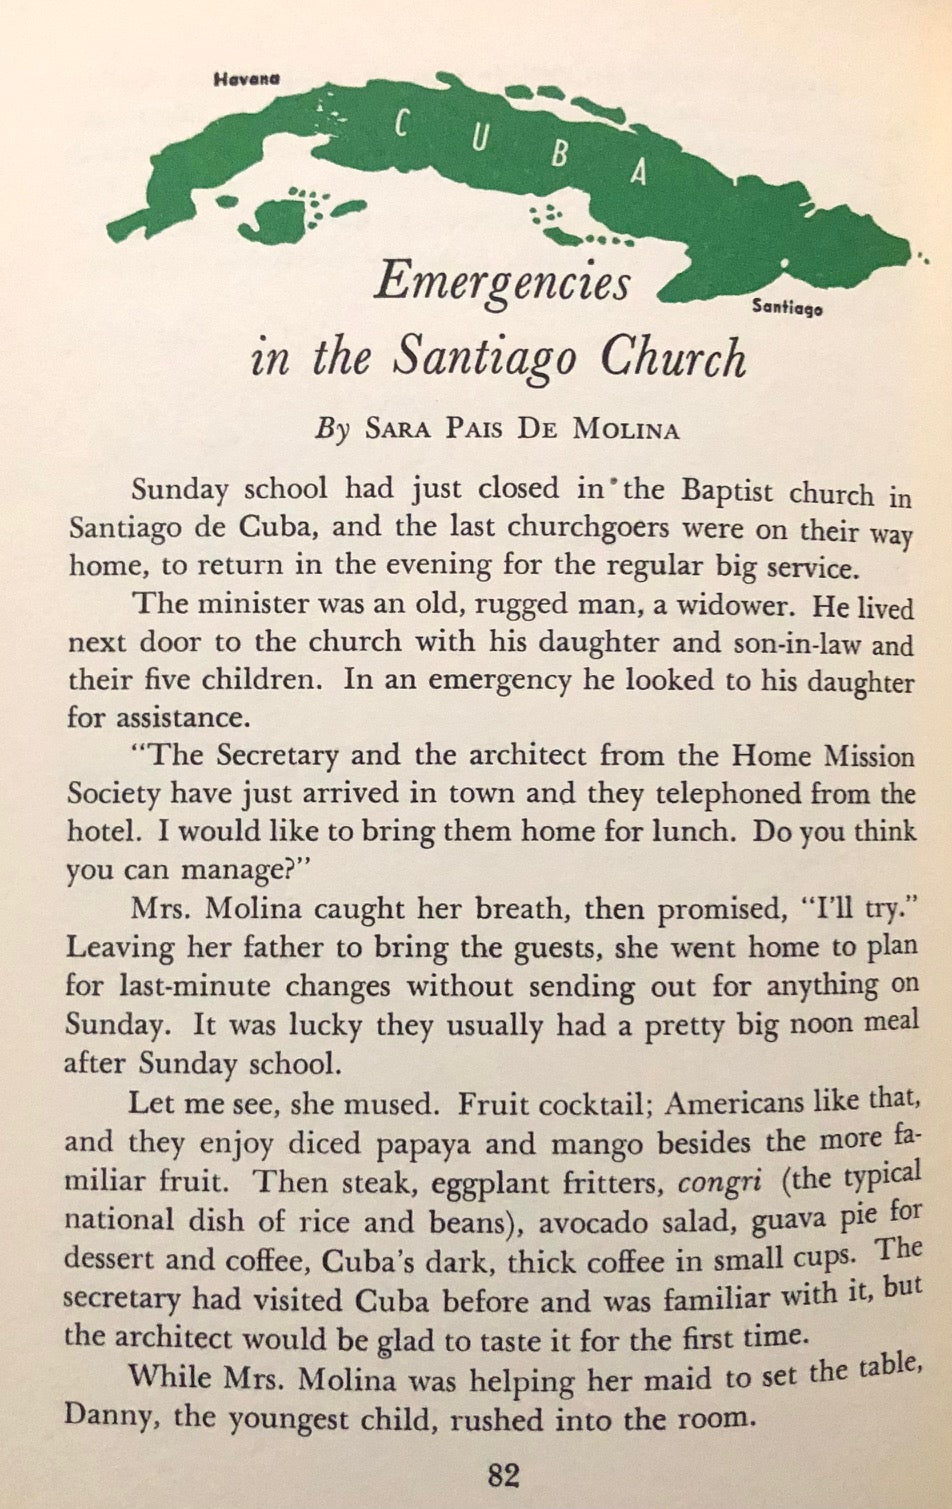 Havana
CUBA
Santiago
Emergencies
in the Santiago Church
By SARA PAIS DE MOLINA
Sunday school had just closed in the Baptist church in
Santiago de Cuba, and the last churchgoers were on their way
home, to return in the evening for the regular big service.
The minister was an old, rugged man, a widower. He lived
next door to the church with his daughter and son-in-law and
their five children. In an emergency he looked to his daughter
for assistance.
“The Secretary and the architect from the Home Mission
Society have just arrived in town and they telephoned from the
hotel. I would like to bring them home for lunch. Do you think
you can manage?”
Mrs. Molina caught her breath, then promised, “I’ll try.”
Leaving her father to bring the guests, she went home to plan
for last-minute changes without sending out for anything on
Sunday. It was lucky they usually had a pretty big noon meal
after Sunday school.
Let me see, she mused. Fruit cocktail; Americans like that,
and they enjoy diced papaya and mango besides the more fa-
miliar fruit. Then steak, eggplant fritters, congri (the typical
national dish of rice and beans), avocado salad, guava pie for
dessert and coffee, Cuba’s dark, thick coffee in small cups. The
secretary had visited Cuba before and was familiar with it, but
the architect would be glad to taste it for the first time.
While Mrs. Molina was helping her maid to set the table,
Danny, the youngest child, rushed into the room.
82